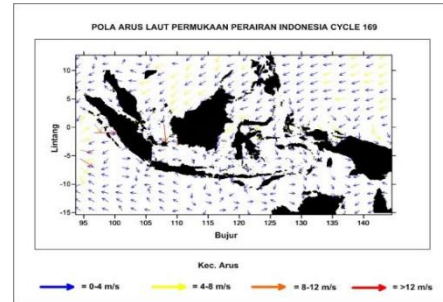 POLA ARUS LAUT PERMUKAAN PERAIRAN INDONESIA CYCLE 169
Lintang
10
5
0
-5
-10
-15
95 100 105 110 115 120 125 130 135 140
Bujur
Kec. Arus
= 0-4 m/s = 4-8 m/s = 8-12 m/s = >12 m/s